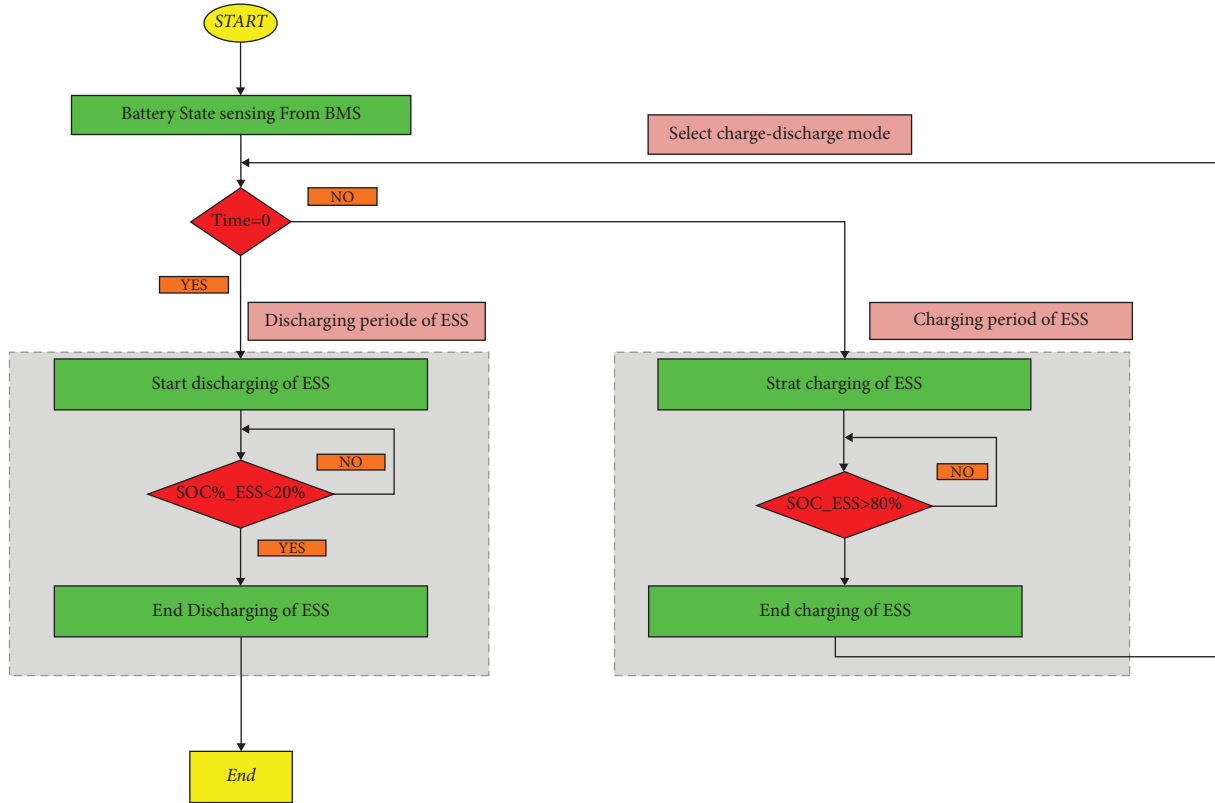 START
Battery State sensing From BMS
Select charge-discharge mode
NO
Time=0
YES
Discharging periode of ESS
Charging period of ESS
Start discharging of ESS
Strat charging of ESS
NO
NO
SOC%_ESS<20%
SOC_ESS>80%
YES
End Discharging of ESS
End charging of ESS
End